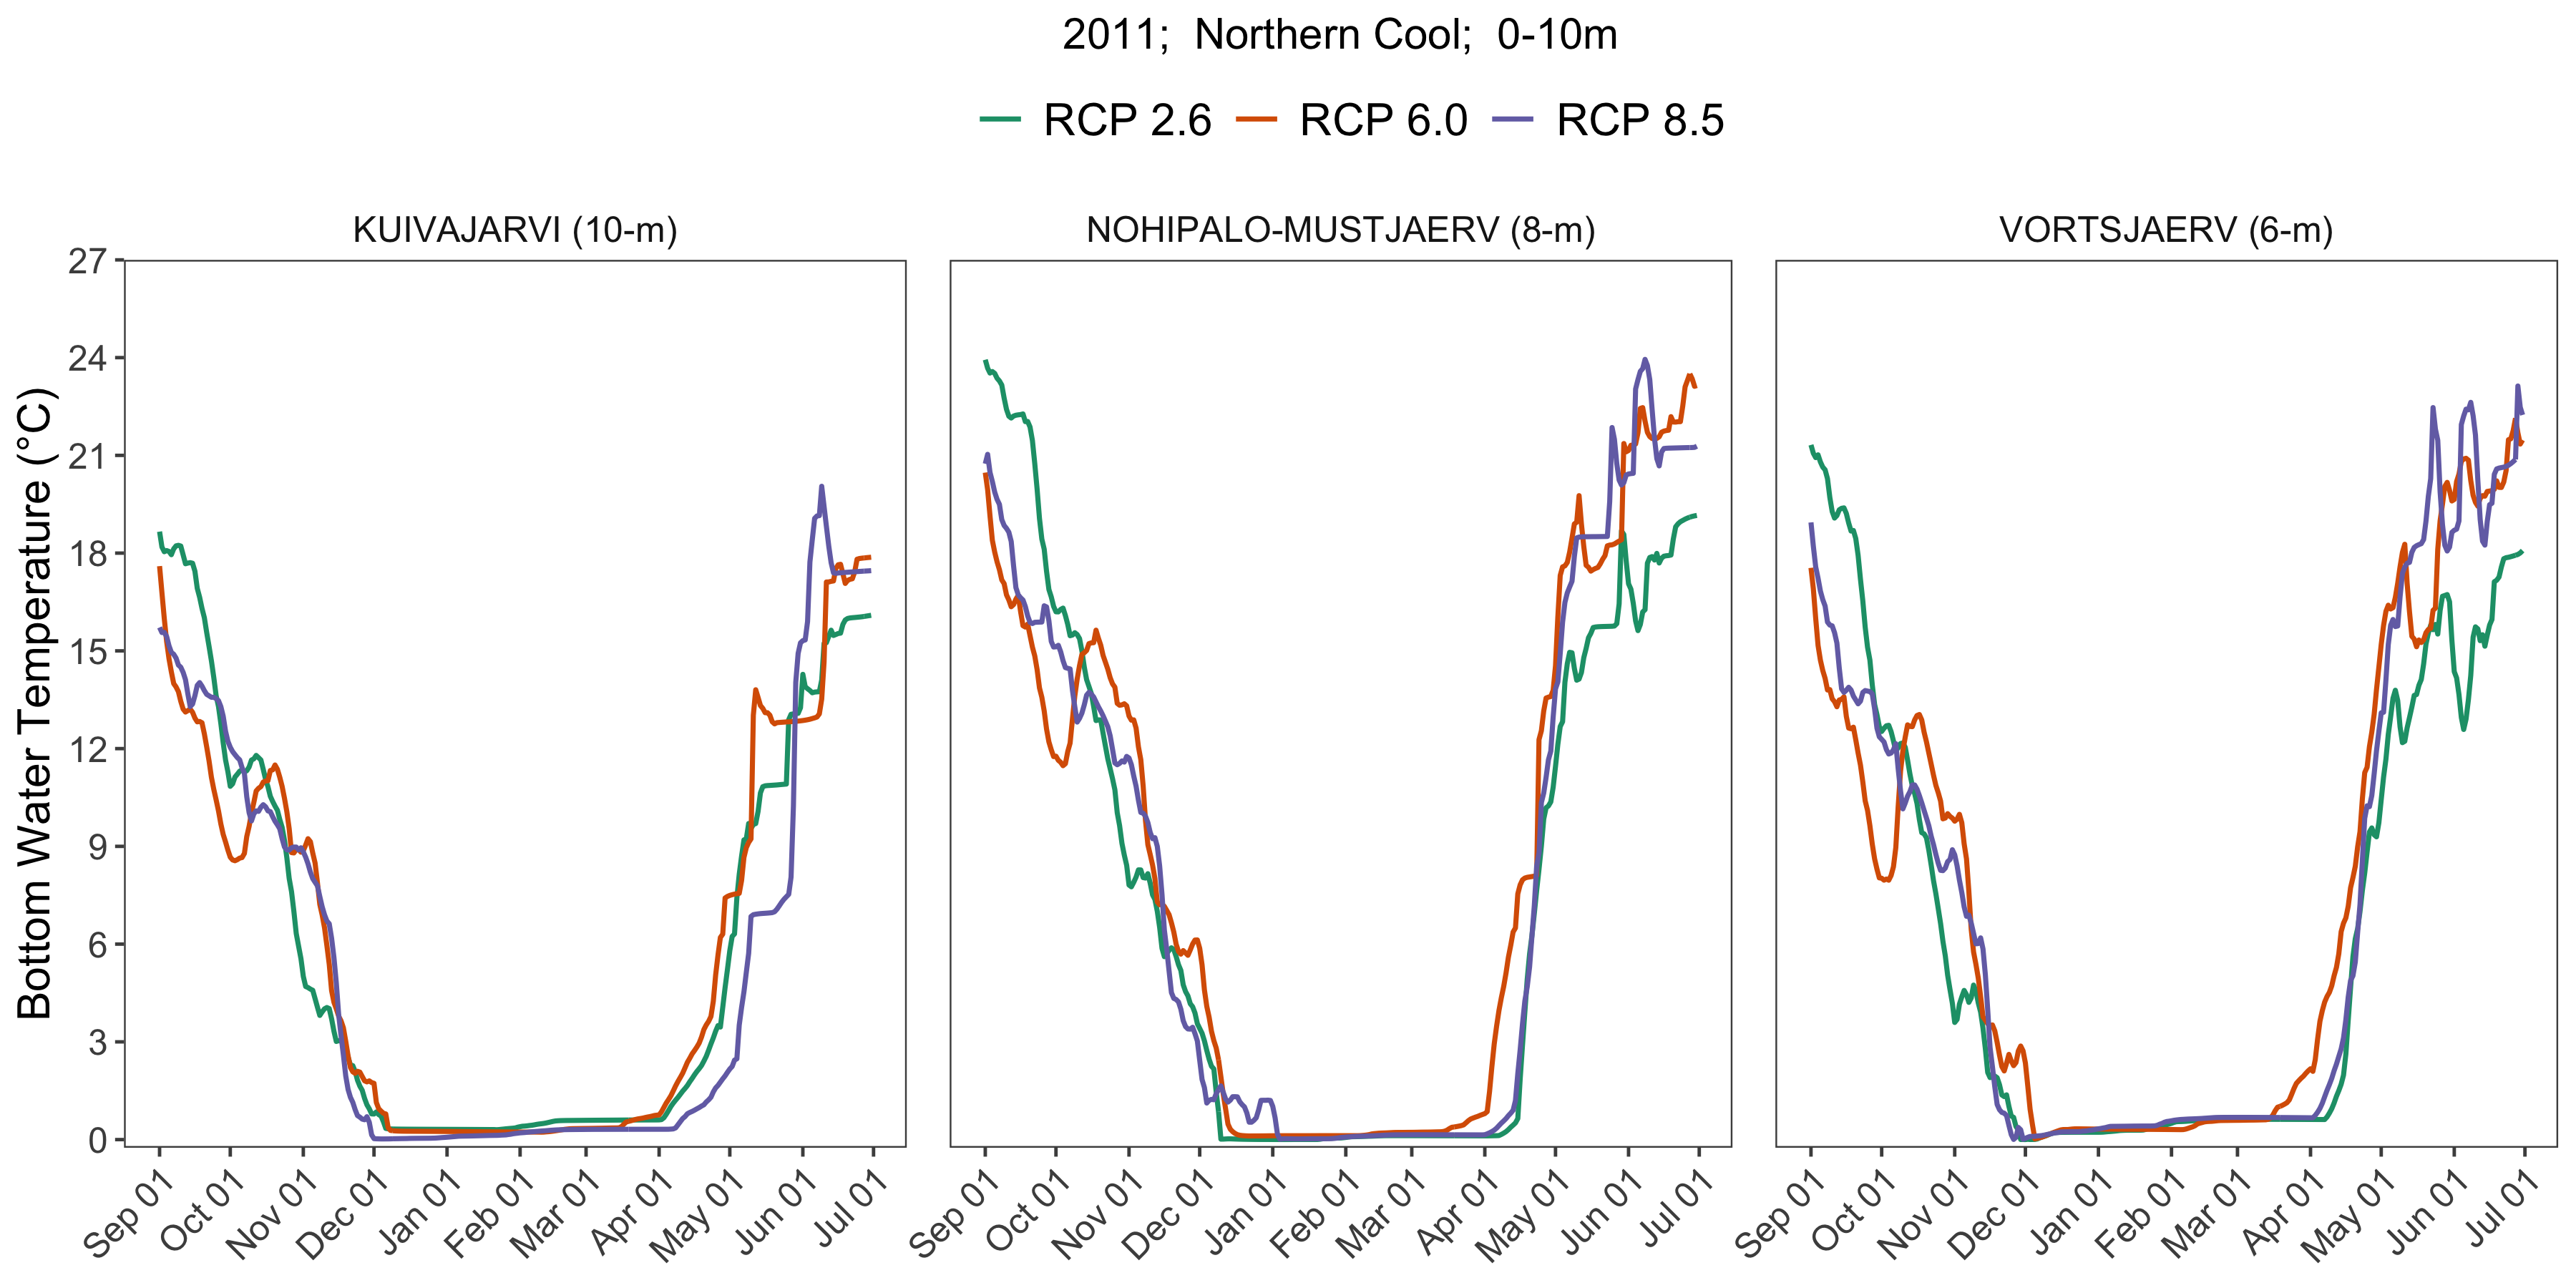 2011;  Northern Cool;  0-10m
RCP 2.6 RCP 6.0 RCP 8.5
KUIVAJARVI (10-m) NOHIPALO-MUSTJAERV (8-m) VORTSJAERV (6-m)
Bottom Water Temperature (°C)
27
24
21
18
15
12
9
6
3
0
Sep 01 Oct 01 Nov 01 Dec 01 Jan 01 Feb 01 Mar 01 Apr 01 May 01 Jun 01 Jul 01
Sep 01 Oct 01 Nov 01 Dec 01 Jan 01 Feb 01 Mar 01 Apr 01 May 01 Jun 01 Jul 01
Sep 01 Oct 01 Nov 01 Dec 01 Jan 01 Feb 01 Mar 01 Apr 01 May 01 Jun 01 Jul 01